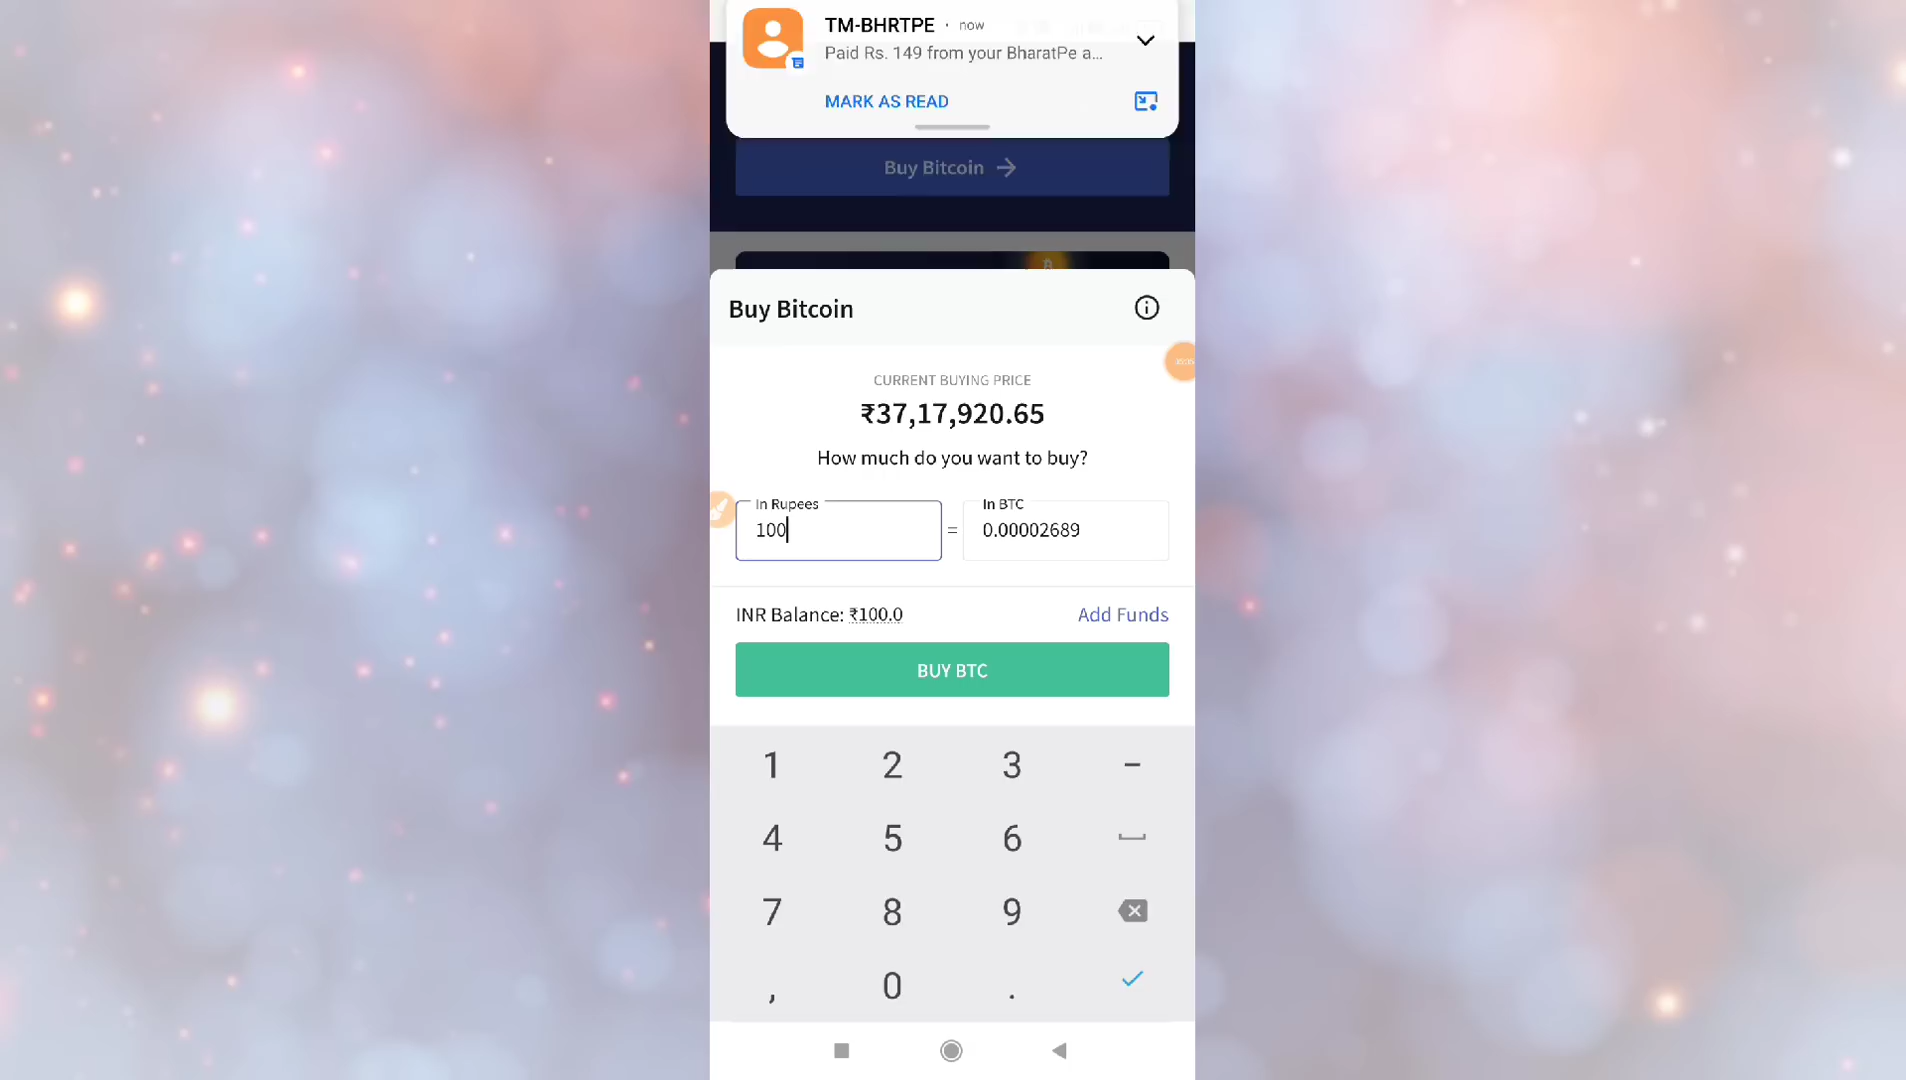 TM-BHRTPE · now
Paid Rs. 149 from your BharatPe a...
MARK AS READ
Buy Bitcoin →
Buy Bitcoin
CURRENT BUYING PRICE
₹37,17,920.65
How much do you want to buy?
In Rupees In BTC
100 = 0.00002689
INR Balance: ₹100.0 Add Funds
BUY BTC
1 2 3 -
4 5 6
7 8 9
, 0 .